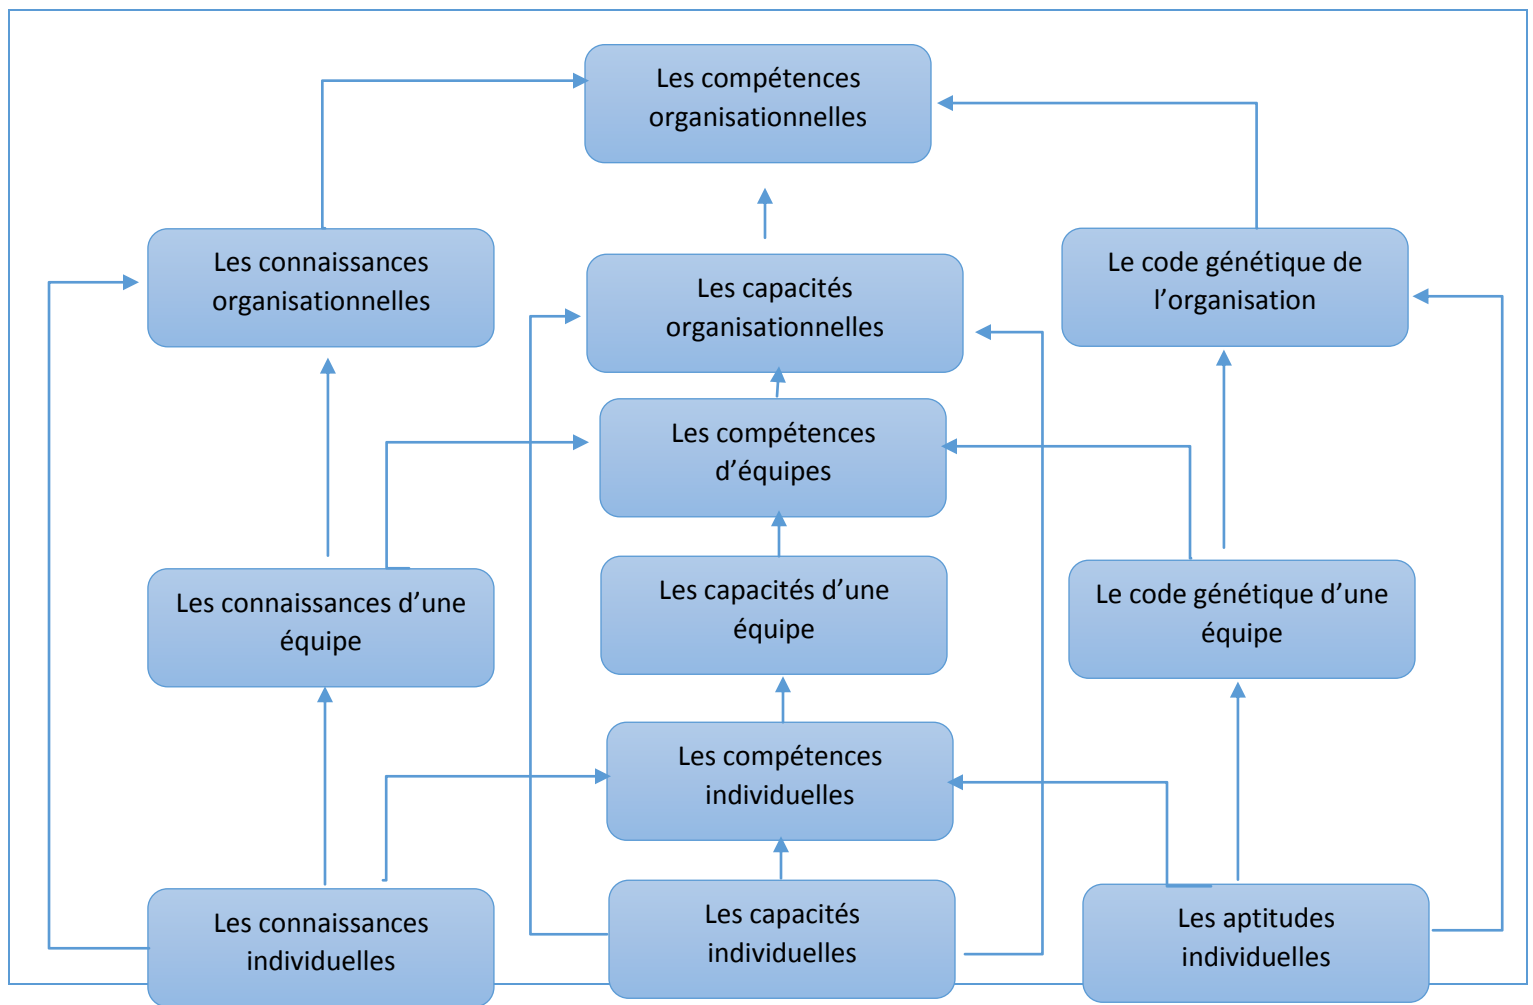 Les compétences
organisationnelles
Les connaissances
organisationnelles
Les capacités
organisationnelles
Le code génétique de
l’organisation
Les compétences
d’équipes
Les connaissances d’une
équipe
Les capacités d’une
équipe
Le code génétique d’une
équipe
Les compétences
individuelles
Les connaissances
individuelles
Les capacités
individuelles
Les aptitudes
individuelles